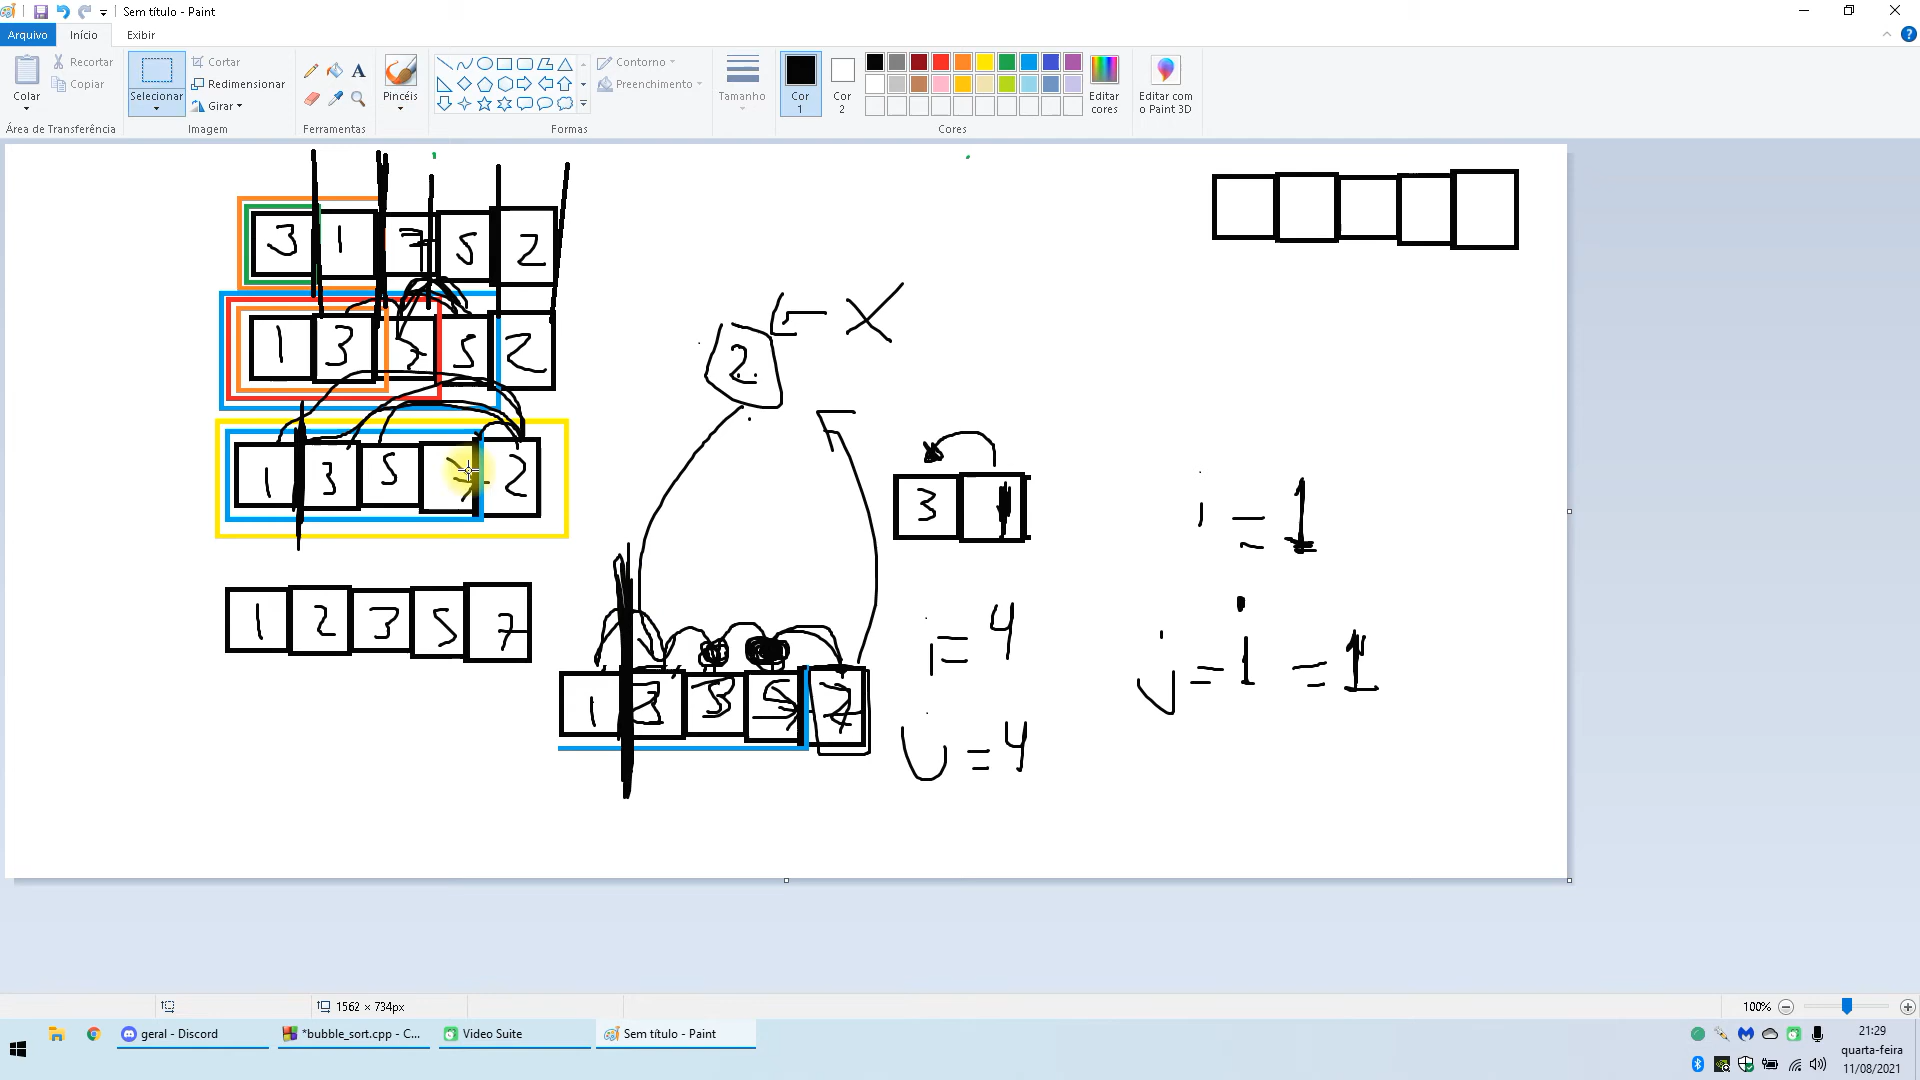 Sem título - Paint
Arquivo Início Exibir
Colar
Recortar
Copiar
Área de Transferência
Selecionar
Cortar
Redimensionar
Girar
Imagem
Ferramentas
Pincéis
Contorno
Preenchimento
Formas
Tamanho
Cor 1
Cor 2
Editar cores
Cores
Editar com o Paint 3D
3 1 7 5 2
1 3 5 2
1 3 5 7 2
1 2 3 5 7
2
X
3 1
1
i = 4
j = 4
i = 1
j = 1 = 1
1562 × 734px
100%
geral - Discord
*bubble_sort.cpp - C...
Video Suite
Sem título - Paint
21:29
quarta-feira
11/08/2021